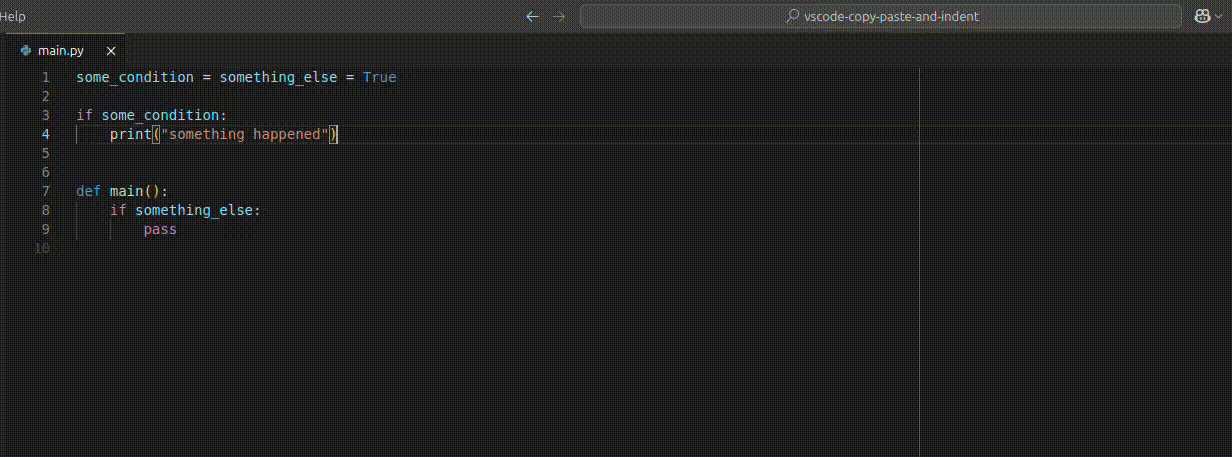 Help
vscode-copy-paste-and-indent
main.py
1 some_condition = something_else = True
2
3 if some_condition:
4     print("something happened")
5
6
7 def main():
8     if something_else:
9         pass
10